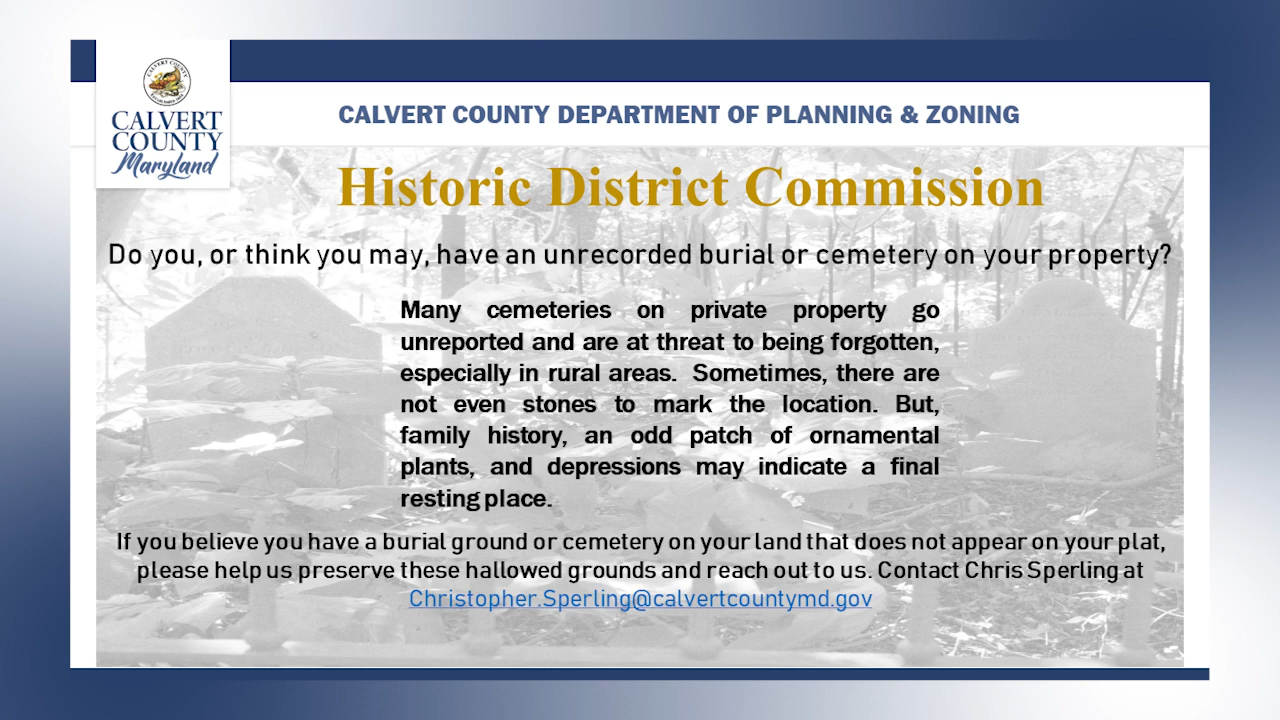 CALVERT COUNTY
CALVERT
COUNTY
Maryland
CALVERT COUNTY DEPARTMENT OF PLANNING & ZONING
Historic District Commission
Do you, or think you may, have an unrecorded burial or cemetery on your property?
Many cemeteries on private property go
unreported and are at threat to being forgotten,
especially in rural areas. Sometimes, there are
not even stones to mark the location. But,
family history, an odd patch of ornamental
plants, and depressions may indicate a final
resting place.
If you believe you have a burial ground or cemetery on your land that does not appear on your plat,
please help us preserve these hallowed grounds and reach out to us. Contact Chris Sperling at
Christopher.Sperling@calvertcountymd.gov